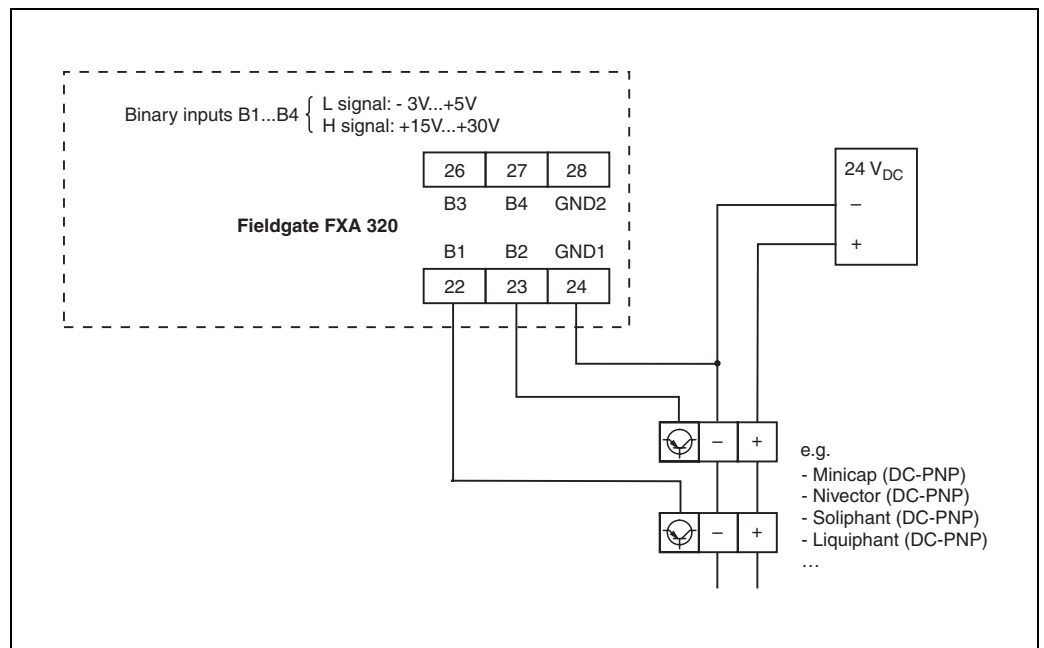 Binary inputs B1...B4 { L signal: - 3V...+5V
H signal: +15V...+30V
26 27 28
B3 B4 GND2
Fieldgate FXA 320
B1 B2 GND1
22 23 24
24 VDC
–
+
– +
– +
e.g.
- Minicap (DC-PNP)
- Nivector (DC-PNP)
- Soliphant (DC-PNP)
- Liquiphant (DC-PNP)
...